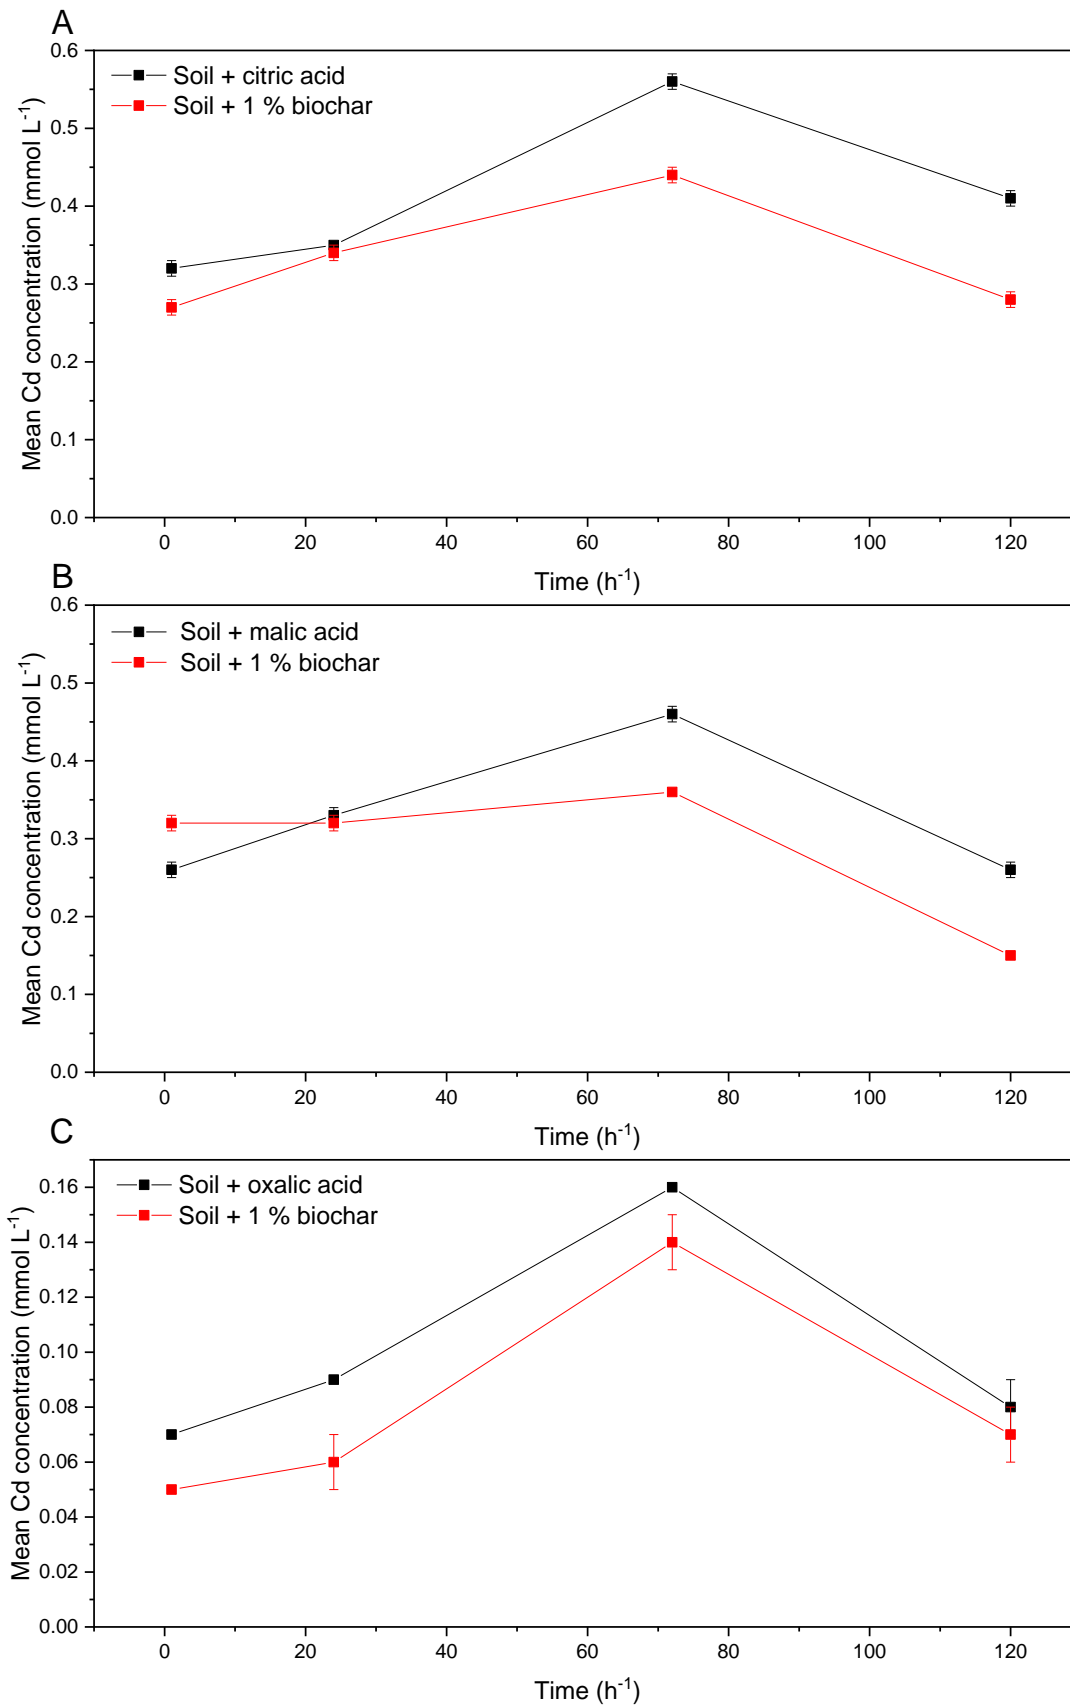 A
0.6
Soil + citric acid
Soil + 1 % biochar
0.5
0.4
0.3
0.2
0.1
0.0
Mean Cd concentration (mmol L⁻¹)
0 20 40 60 80 100 120
Time (h⁻¹)
B
0.6
Soil + malic acid
Soil + 1 % biochar
0.5
0.4
0.3
0.2
0.1
0.0
Mean Cd concentration (mmol L⁻¹)
0 20 40 60 80 100 120
Time (h⁻¹)
C
Soil + oxalic acid
Soil + 1 % biochar
0.16
0.14
0.12
0.10
0.08
0.06
0.04
0.02
0.00
Mean Cd concentration (mmol L⁻¹)
0 20 40 60 80 100 120
Time (h⁻¹)